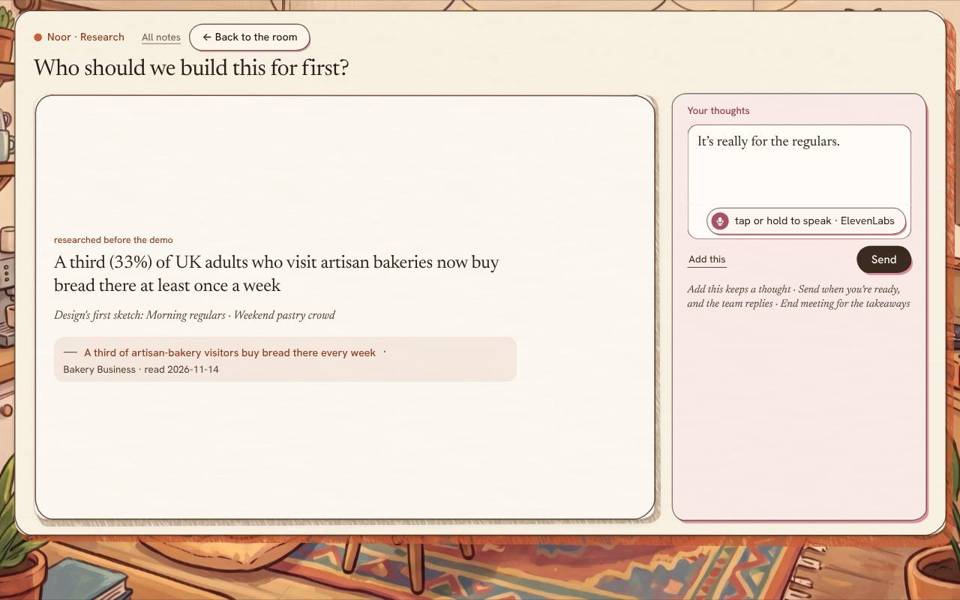 Noor · Research
All notes
← Back to the room
Who should we build this for first?
researched before the demo
A third (33%) of UK adults who visit artisan bakeries now buy
bread there at least once a week
Design's first sketch: Morning regulars · Weekend pastry crowd
— A third of artisan-bakery visitors buy bread there every week ·
Bakery Business · read 2026-11-14
Your thoughts
It's really for the regulars.
tap or hold to speak · ElevenLabs
Add this
Send
Add this keeps a thought · Send when you're ready,
and the team replies · End meeting for the takeaways